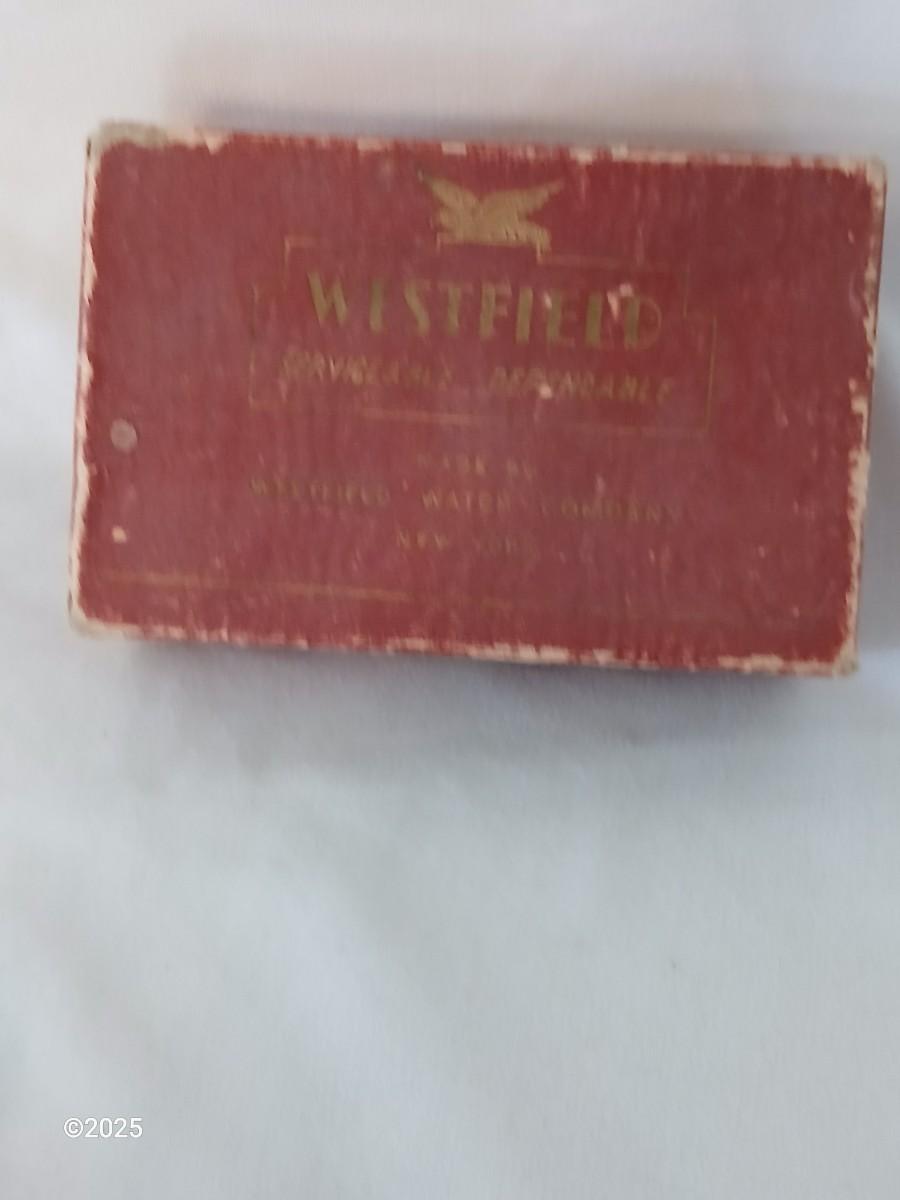 WESTFIELD
SERVICEABLE DEPENDABLE
MADE BY
WESTFIELD WATCH COMPANY
NEW YORK
©2025